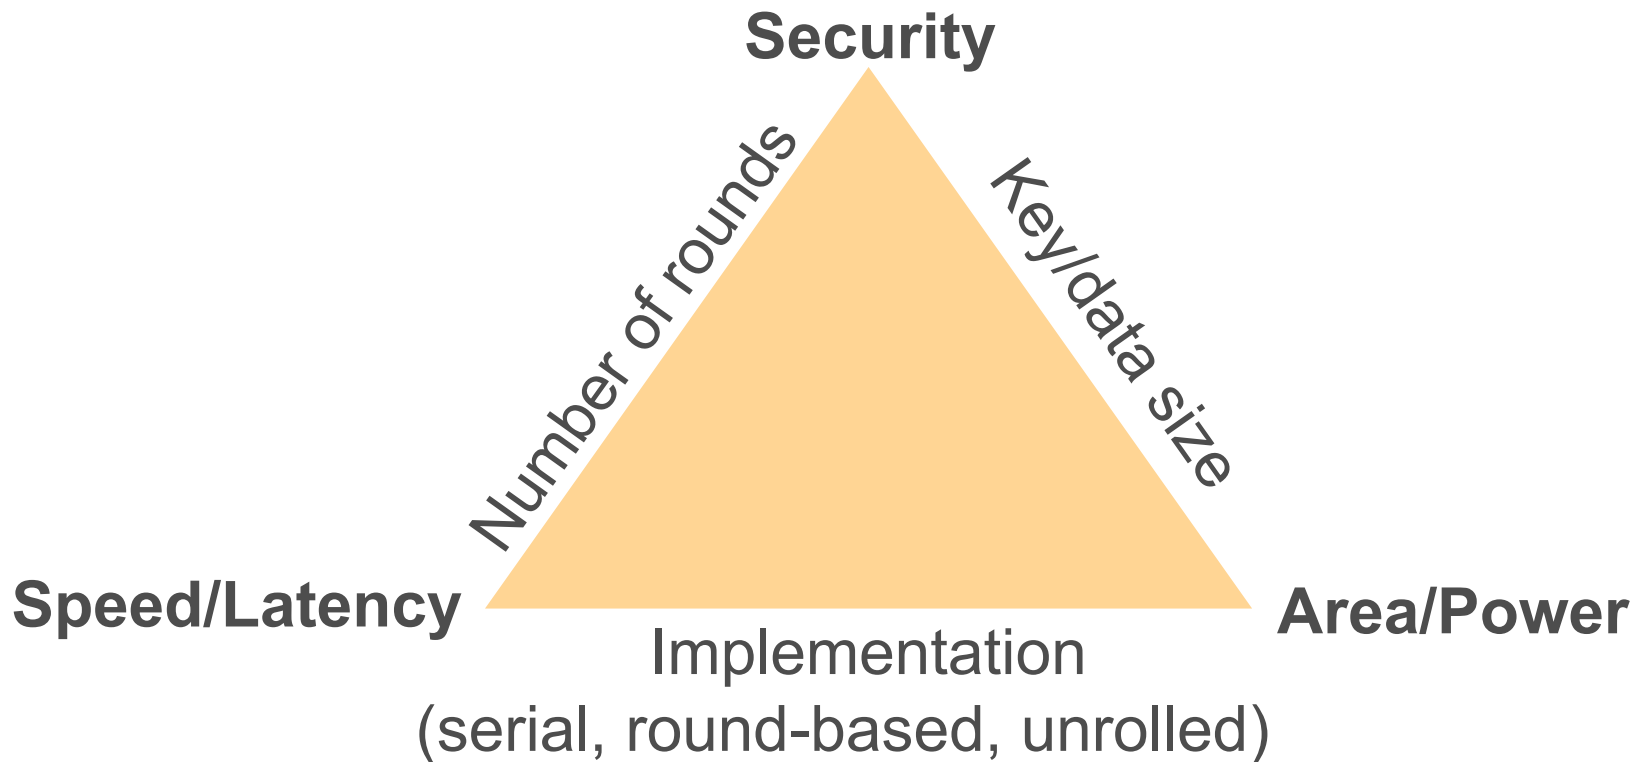 Security
Number of rounds
Key/data size
Speed/Latency
Area/Power
Implementation
(serial, round-based, unrolled)